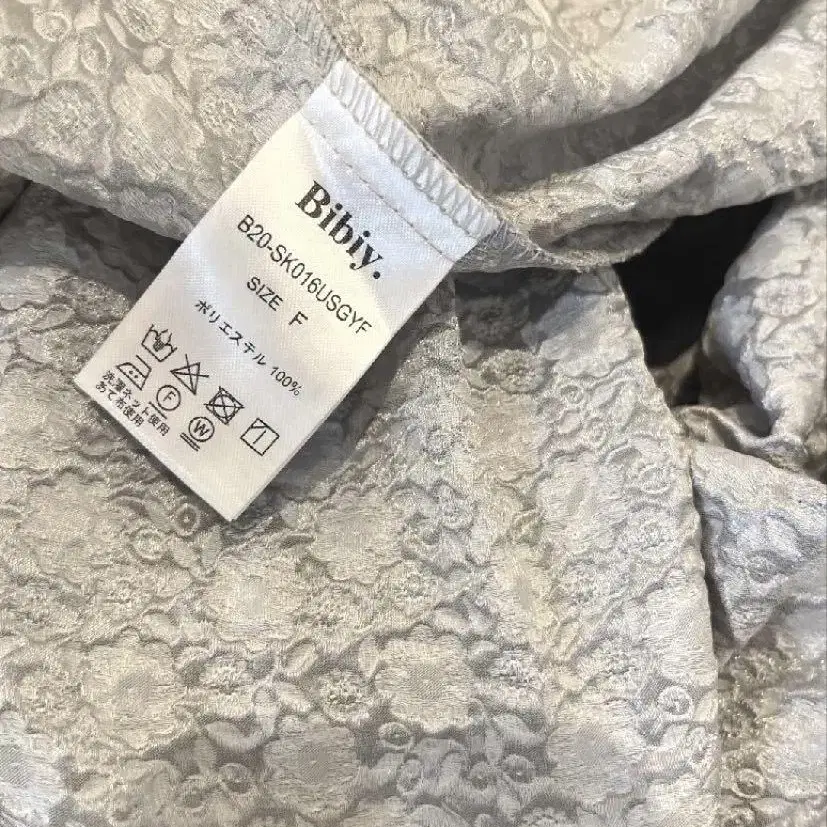 Bibiy.
B20-SK016USGYF
SIZE F
ポリエステル 100%
F
W
洗濯ネット使用
あて布使用